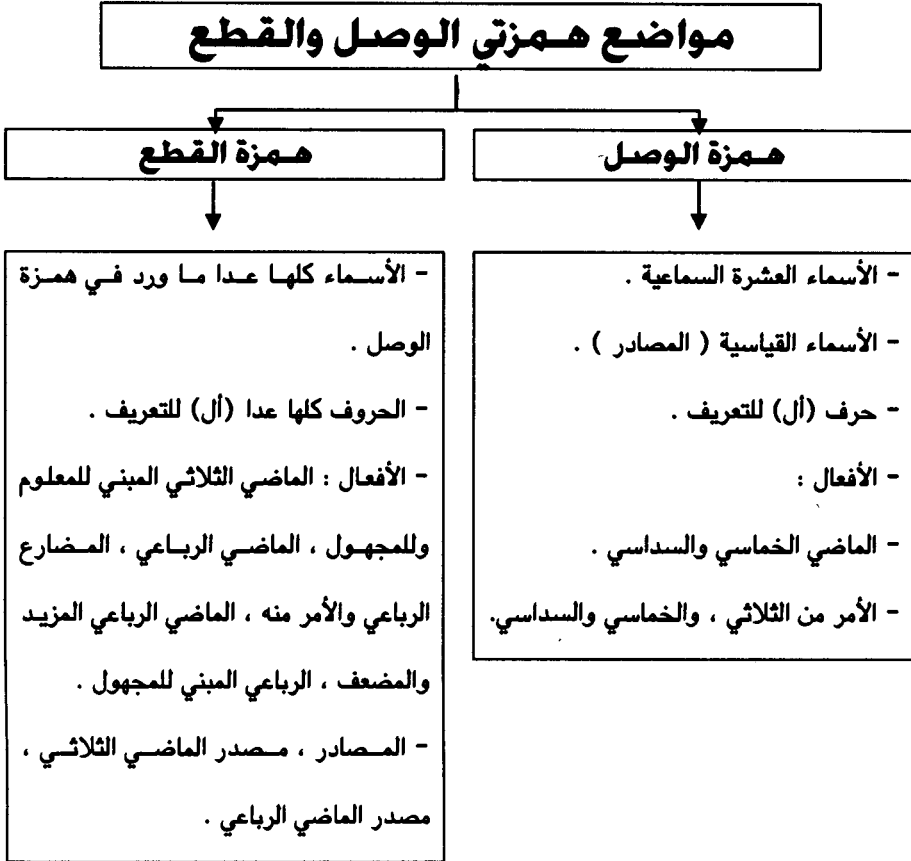 مواضع همزتي الوصل والقطع
همزة الوصل
- الأسماء العشرة السماعية .
- الأسماء القياسية ( المصادر ) .
- حرف (أل) للتعريف .
- الأفعال :
- الماضي الخماسي والسداسي .
- الأمر من الثلاثي ، والخماسي والسداسي.
همزة القطع
- الأسماء كلها عدا ما ورد في همزة
الوصل .
- الحروف كلها عدا (أل) للتعريف .
- الأفعال : الماضي الثلاثي المبني للمعلوم
وللمجهول ، الماضي الرباعي ، المضارع
الرباعي والأمر منه ، الماضي الرباعي المزيد
والمضعف ، الرباعي المبني للمجهول .
- المصادر ، مصدر الماضي الثلاثي ،
مصدر الماضي الرباعي .